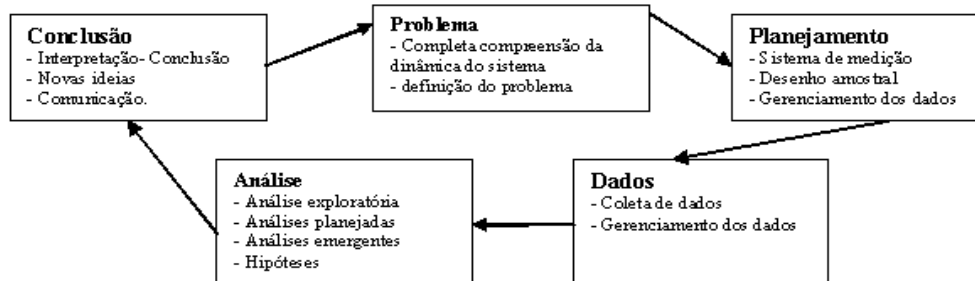 Conclusão
- Interpretação- Conclusão
- Novas ideias
- Comunicação.
Problema
- Completa compreensão da
dinâmica do sistema
- definição do problema
Planejamento
- Sistema de medição
- Desenho amostral
- Gerenciamento dos dados
Análise
- Análise exploratória
- Análises planejadas
- Análises emergentes
- Hipóteses
Dados
- Coleta de dados
- Gerenciamento dos dados